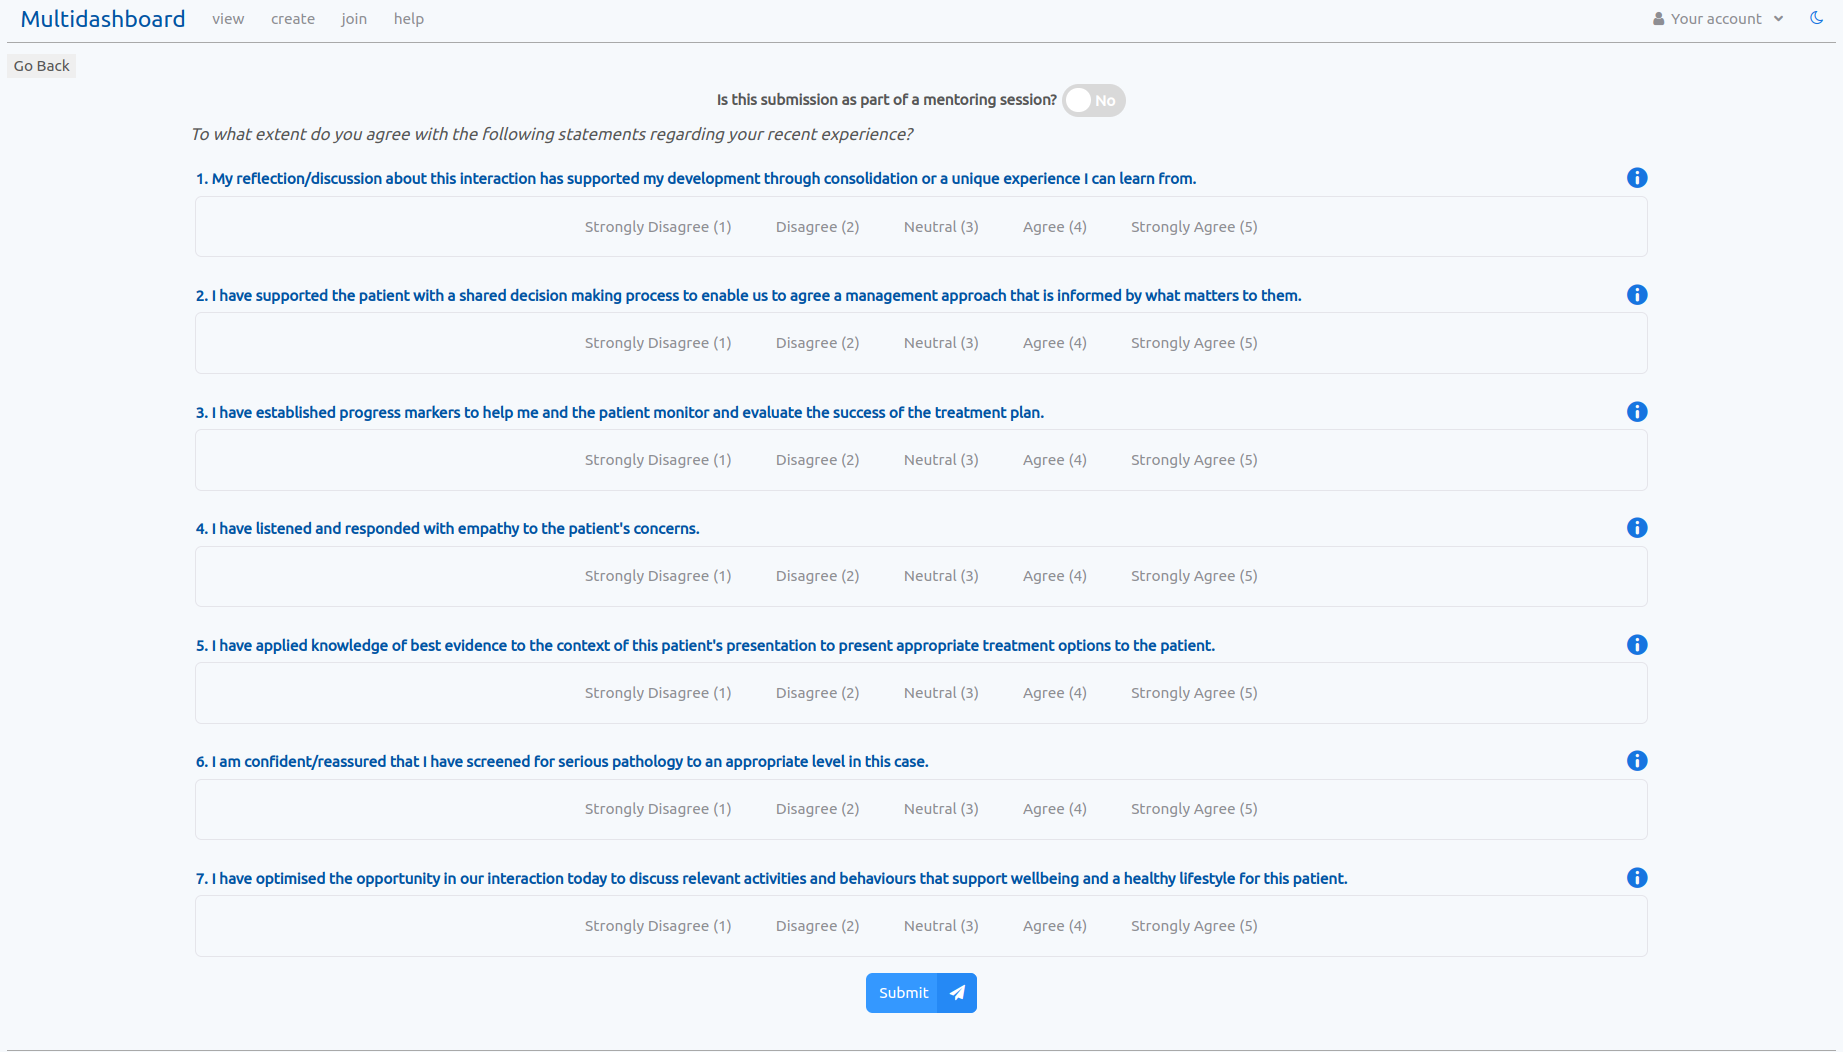 Multidashboard view create join help Your account
Go Back
Is this submission as part of a mentoring session? No
To what extent do you agree with the following statements regarding your recent experience?
1. My reflection/discussion about this interaction has supported my development through consolidation or a unique experience I can learn from.
Strongly Disagree (1) Disagree (2) Neutral (3) Agree (4) Strongly Agree (5)
2. I have supported the patient with a shared decision making process to enable us to agree a management approach that is informed by what matters to them.
Strongly Disagree (1) Disagree (2) Neutral (3) Agree (4) Strongly Agree (5)
3. I have established progress markers to help me and the patient monitor and evaluate the success of the treatment plan.
Strongly Disagree (1) Disagree (2) Neutral (3) Agree (4) Strongly Agree (5)
4. I have listened and responded with empathy to the patient's concerns.
Strongly Disagree (1) Disagree (2) Neutral (3) Agree (4) Strongly Agree (5)
5. I have applied knowledge of best evidence to the context of this patient's presentation to present appropriate treatment options to the patient.
Strongly Disagree (1) Disagree (2) Neutral (3) Agree (4) Strongly Agree (5)
6. I am confident/reassured that I have screened for serious pathology to an appropriate level in this case.
Strongly Disagree (1) Disagree (2) Neutral (3) Agree (4) Strongly Agree (5)
7. I have optimised the opportunity in our interaction today to discuss relevant activities and behaviours that support wellbeing and a healthy lifestyle for this patient.
Strongly Disagree (1) Disagree (2) Neutral (3) Agree (4) Strongly Agree (5)
Submit